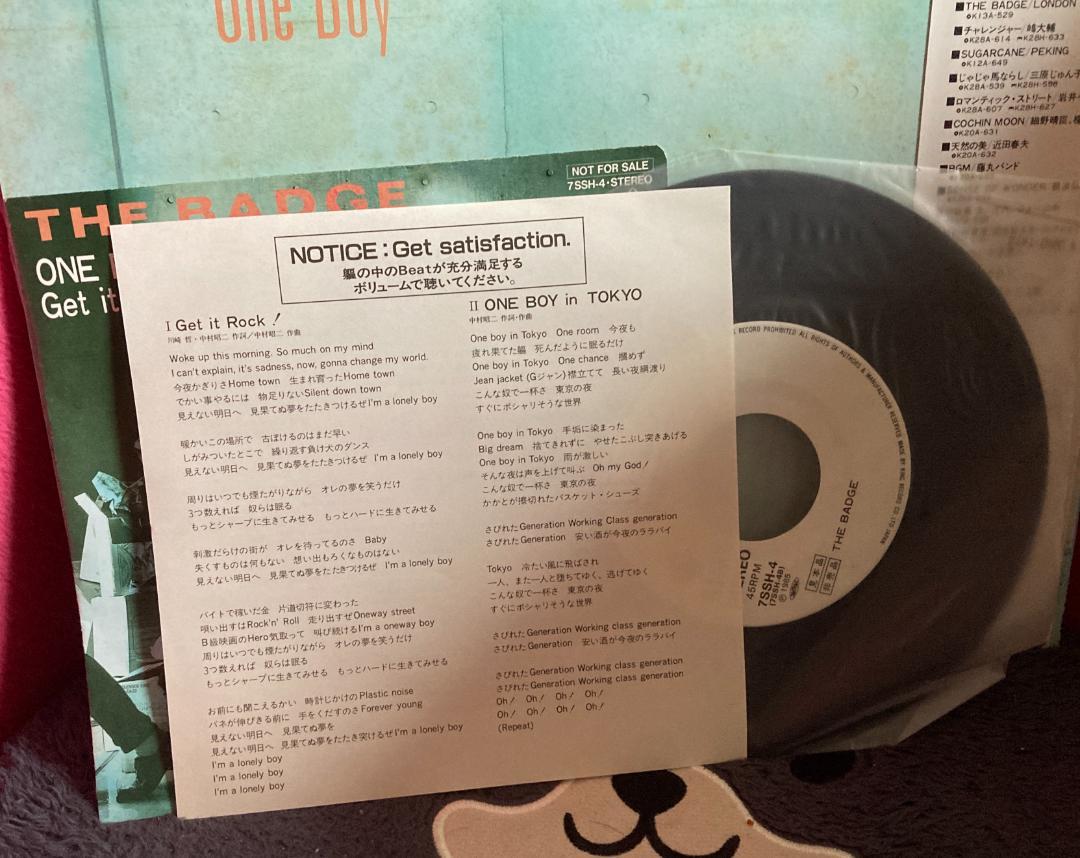 One Boy
■THE BADGE/LONDON
●K13A-529
■チャレンジャー/嶋大輔
●K28A-614 K28H-633
■SUGARCANE/PEKING
●K12A-649
■じゃじゃ馬ならし/三原じゅん子
●K28A-539 K28H-598
■ロマンティック・ストリート/岩井
●K28A-607 K28H-627
■COCHIN MOON/細野晴臣,横
●K20A-631
■天然の美/近田春夫
●K20A-632
■BGM/藤丸バンド
NOT FOR SALE
7SSH-4・STEREO
THE BADGE
ONE
Get it
NOTICE:Get satisfaction.
軀の中のBeatが充分満足する
ボリュームで聴いてください。
I Get it Rock!
川崎 哲・中村昭二 作詞/中村昭二 作曲
Woke up this morning. So much on my mind
I can't explain, it's sadness, now, gonna change my world.
今夜かぎりさHome town 生まれ育ったHome town
でかい事やるには 物足りないSilent down town
見えない明日へ 見果てぬ夢をたたきつけるぜI'm a lonely boy
暖かいこの場所で 古ぼけるのはまだ早い
しがみついたとこで 繰り返す負け犬のダンス
見えない明日へ 見果てぬ夢をたたきつけるぜ I'm a lonely boy
周りはいつでも煙たがりながら オレの夢を笑うだけ
3つ数えれば 奴らは眠る
もっとシャープに生きてみせる もっとハードに生きてみせる
刺激だらけの街が オレを待ってるのさ Baby
失くすものは何もない 想い出もろくなものはない
見えない明日へ 見果てぬ夢をたたきつけるぜ I'm a lonely boy
バイトで稼いだ金 片道切符に変わった
唄い出すはRock'n' Roll 走り出すぜOneway street
B級映画のHero気取って 叫び続けるI'm a oneway boy
周りはいつでも煙たがりながら オレの夢を笑うだけ
3つ数えれば 奴らは眠る
もっとシャープに生きてみせる もっとハードに生きてみせる
お前にも聞こえるかい 時計じかけのPlastic noise
バネが伸びきる前に 手をくだすのさForever young
見えない明日へ 見果てぬ夢を
見えない明日へ 見果てぬ夢をたたき突けるぜI'm a lonely boy
I'm a lonely boy
I'm a lonely boy
I'm a lonely boy
II ONE BOY in TOKYO
中村昭二 作詞・作曲
One boy in Tokyo One room 今夜も
疲れ果てた軀 死んだように眠るだけ
One boy in Tokyo One chance 摑めず
Jean jacket (Gジャン)襟立てて 長い夜綱渡り
こんな奴で一杯さ 東京の夜
すぐにポシャリそうな世界
One boy in Tokyo 手垢に染まった
Big dream 捨てきれずに やせたこぶし突きあげる
One boy in Tokyo 雨が激しい
そんな夜は声を上げて叫ぶ Oh my God!
こんな奴で一杯さ 東京の夜
かかとが擦切れたバスケット・シューズ
さびれたGeneration Working Class generation
さびれたGeneration 安い酒が今夜のララバイ
Tokyo 冷たい風に飛ばされ
一人、また一人と堕ちてゆく、逃げてゆく
こんな奴で一杯さ 東京の夜
すぐにポシャリそうな世界
さびれたGeneration Working class generation
さびれたGeneration 安い酒が今夜のララバイ
さびれたGeneration Working Class generation
さびれたGeneration Working class generation
Oh! Oh! Oh! Oh!
Oh! Oh! Oh! Oh!
(Repeat)
RECORD PROHIBITED ALL RIGHTS OF AUTHORS & MANUFACTURER RESERVED MADE BY KING RECORD CO., LTD. JAPAN
THE BADGE
見本品
非売品
EREO
45RPM
7SSH-4
(7SSH-4B)
Ⓟ1985